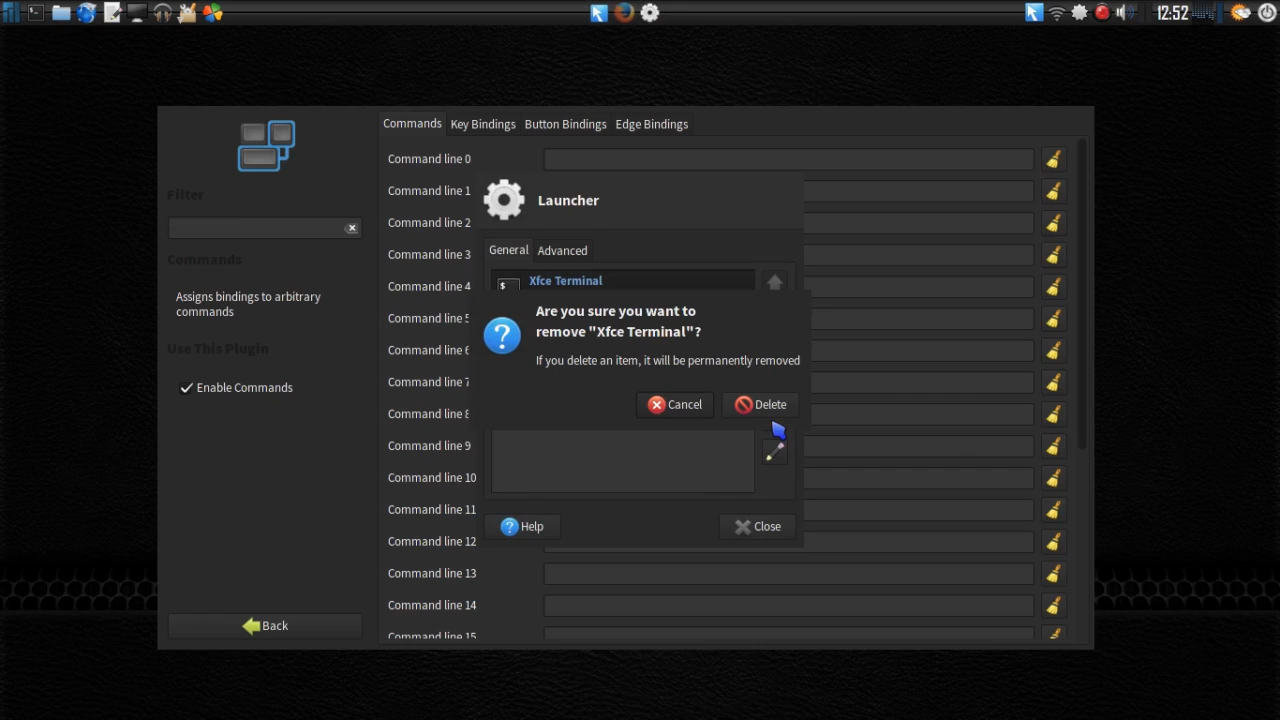 12:52
Commands
Key Bindings
Button Bindings
Edge Bindings
Filter
Commands
Assigns bindings to arbitrary
commands
Use This Plugin
Enable Commands
Back
Command line 0
Command line 1
Command line 2
Command line 3
Command line 4
Command line 5
Command line 6
Command line 7
Command line 8
Command line 9
Command line 10
Command line 11
Command line 12
Command line 13
Command line 14
Command line 15
Launcher
General
Advanced
Xfce Terminal
Are you sure you want to
remove "Xfce Terminal"?
If you delete an item, it will be permanently removed
Cancel
Delete
Help
Close